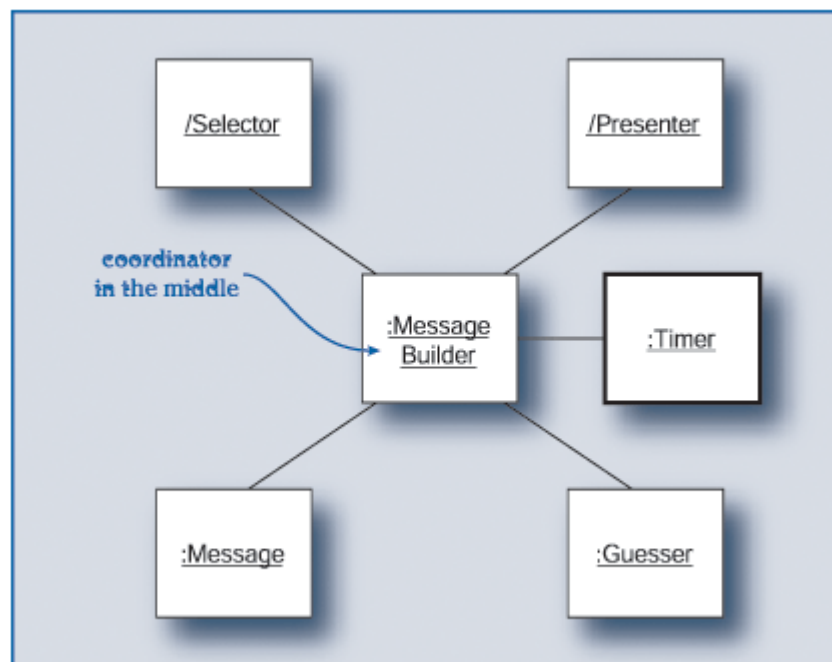 /Selector
/Presenter
coordinator
in the middle
:Message
Builder
:Timer
:Message
:Guesser